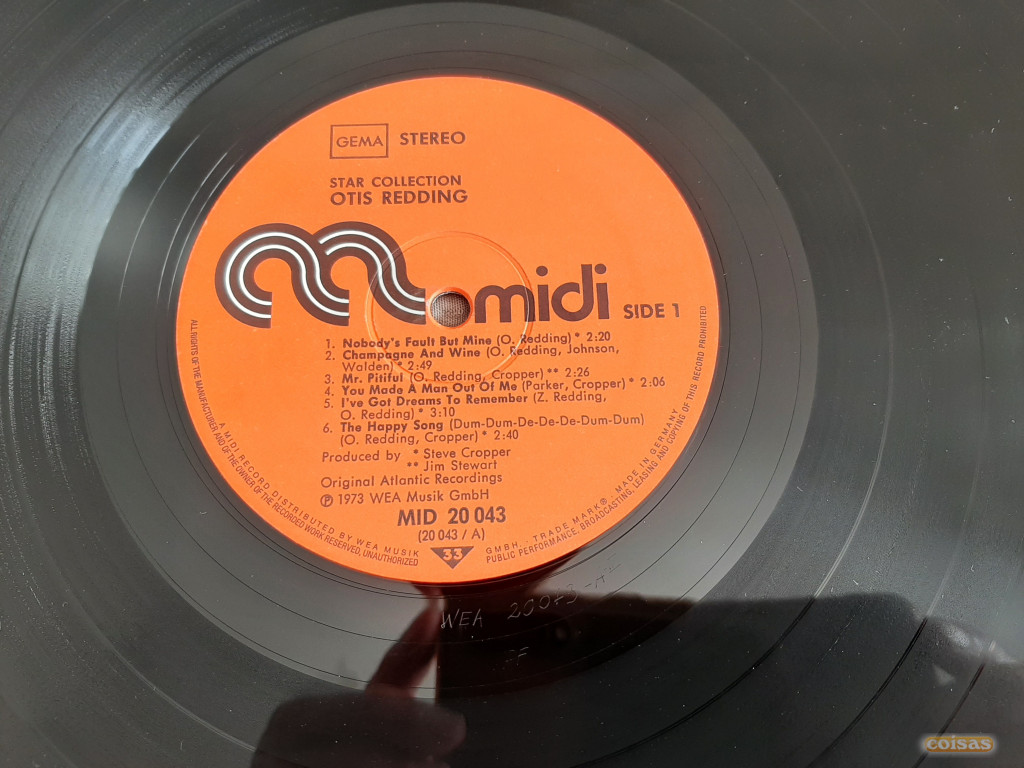 GEMA STEREO
STAR COLLECTION
OTIS REDDING
midi SIDE 1
1. Nobody's Fault But Mine (O. Redding) * 2:20
2. Champagne And Wine (O. Redding, Johnson,
Walden) * 2:49
3. Mr. Pitiful (O. Redding, Cropper) ** 2:26
4. You Made A Man Out Of Me (Parker, Cropper) * 2:06
5. I've Got Dreams To Remember (Z. Redding,
O. Redding) * 3:10
6. The Happy Song (Dum-Dum-De-De-De-Dum-Dum)
(O. Redding, Cropper) * 2:40
Produced by * Steve Cropper
** Jim Stewart
Original Atlantic Recordings
Ⓟ 1973 WEA Musik GmbH
MID 20 043
(20 043 / A)
33
A MIDI RECORD DISTRIBUTED BY WEA MUSIK GMBH · TRADE MARK® MADE IN GERMANY
ALL RIGHTS OF THE MANUFACTURER AND OF THE OWNER OF THE RECORDED WORK RESERVED, UNAUTHORIZED PUBLIC PERFORMANCE, BROADCASTING, LEASING AND COPYING OF THIS RECORD PROHIBITED
WEA
coisas